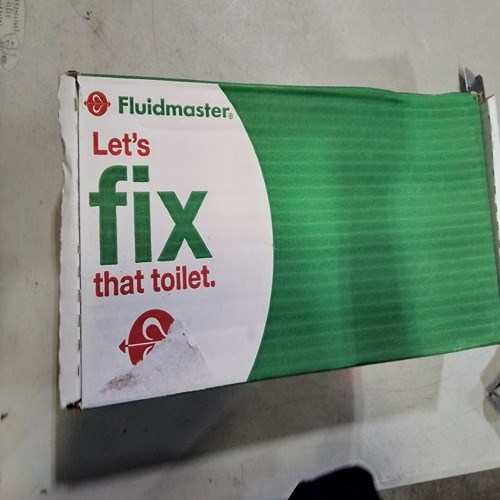 Fluidmaster®
Let's
fix
that toilet.